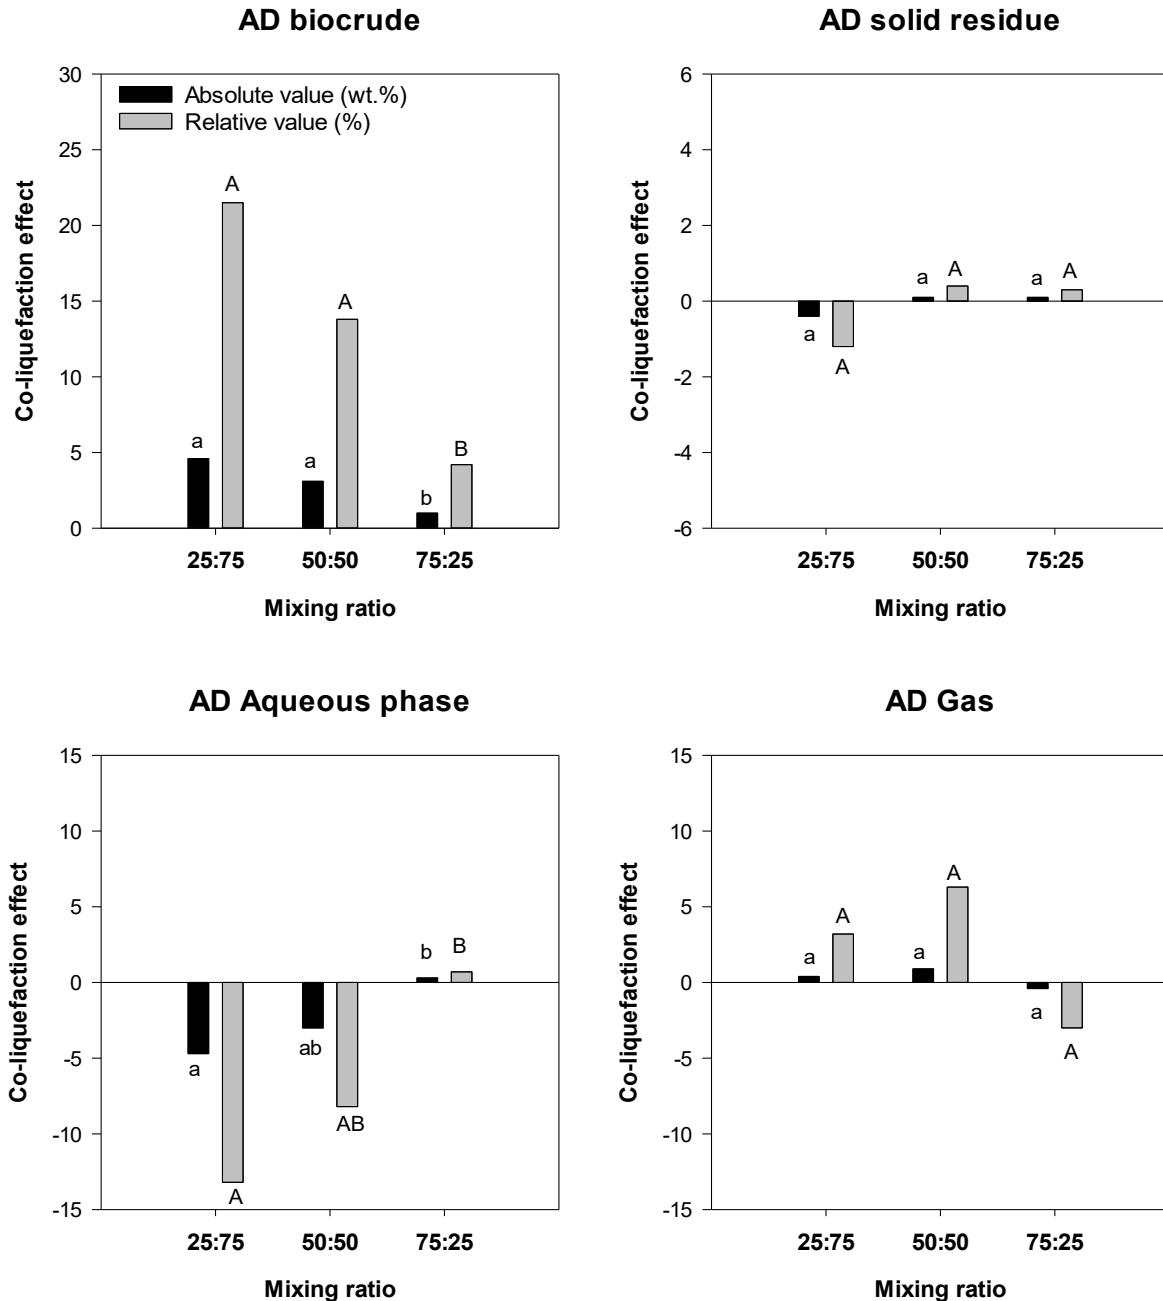 AD biocrude
30
25
20
15
10
5
0
Co-liquefaction effect
Absolute value (wt.%)
Relative value (%)
a
A
a
A
b
B
25:75 50:50 75:25
Mixing ratio
AD solid residue
6
4
2
0
-2
-4
-6
Co-liquefaction effect
a
A
a
A
a
A
25:75 50:50 75:25
Mixing ratio
AD Aqueous phase
15
10
5
0
-5
-10
-15
Co-liquefaction effect
a
A
ab
AB
b
B
25:75 50:50 75:25
Mixing ratio
AD Gas
15
10
5
0
-5
-10
-15
Co-liquefaction effect
a
A
a
A
a
A
25:75 50:50 75:25
Mixing ratio